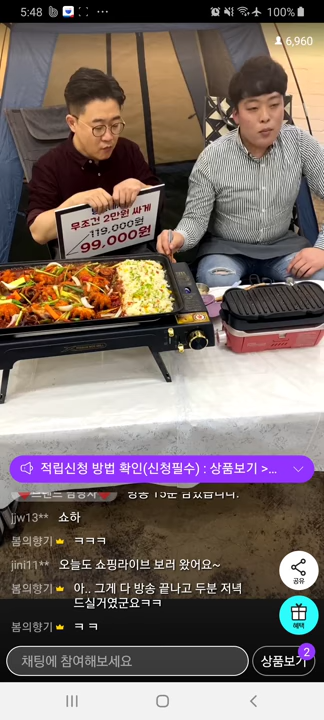 5:48
100%
6,960
무조건 2만원 싸게
119,000원
99,000원
적립신청 방법 확인(신청필수) : 상품보기 >...
방송 15분 남았습니다.
jjw13** 쇼하
봄의향기 ㅋㅋㅋ
jini11** 오늘도 쇼핑라이브 보러 왔어요~
봄의향기 아.. 그게 다 방송 끝나고 두분 저녁
드실거였군요ㅋㅋ
봄의향기 ㅋ ㅋ
공유
혜택
채팅에 참여해보세요
상품보기
2